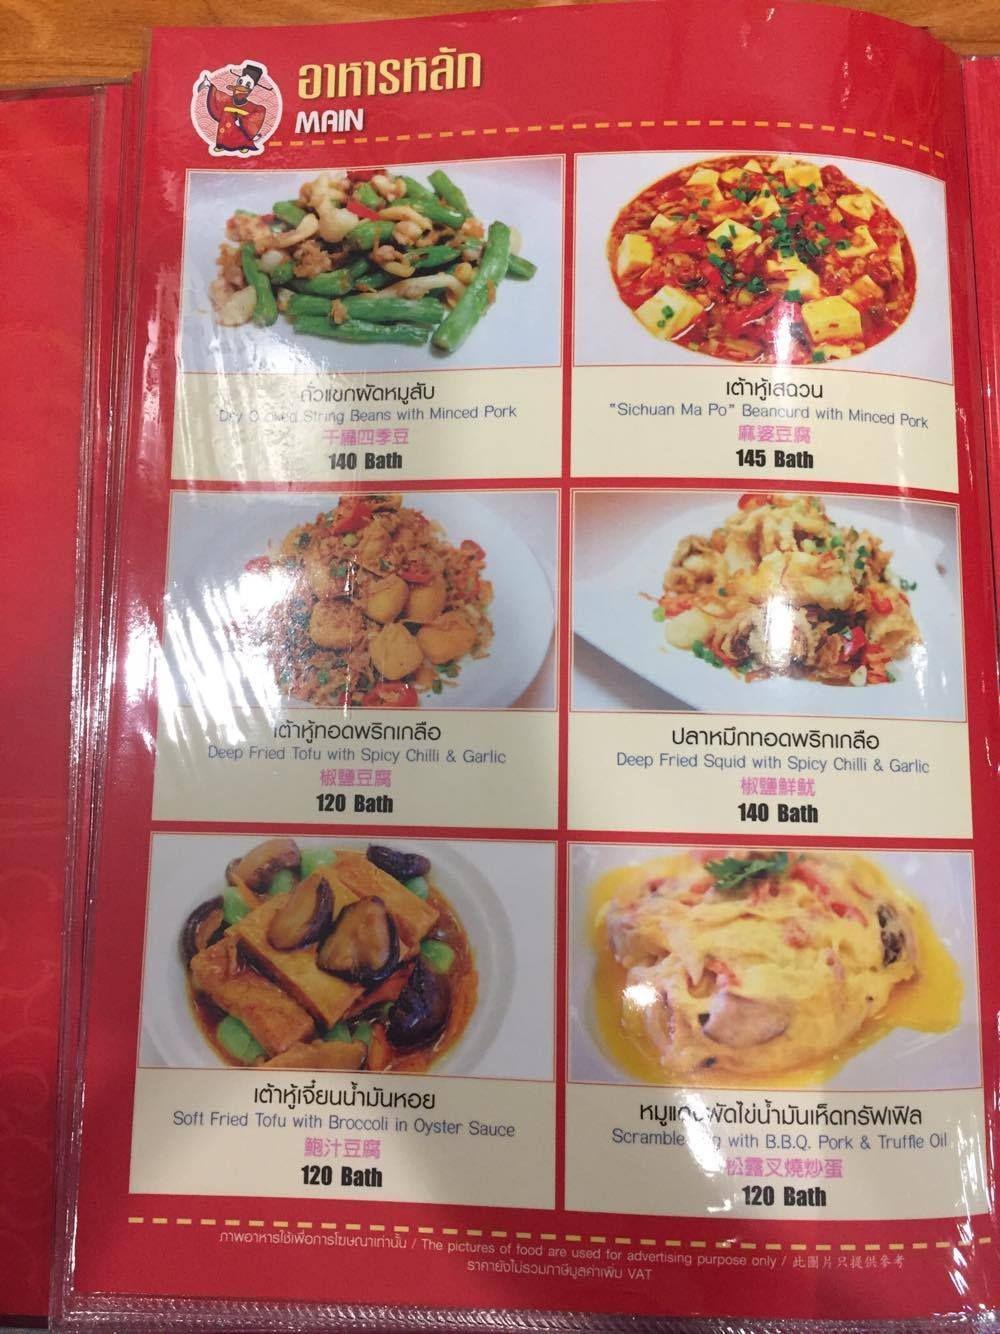 อาหารหลัก
MAIN
ถั่วแขกผัดหมูสับ
Dry String Beans with Minced Pork
干煸四季豆
140 Bath
เต้าหู้เสฉวน
"Sichuan Ma Po" Beancurd with Minced Pork
麻婆豆腐
145 Bath
เต้าหู้ทอดพริกเกลือ
Deep Fried Tofu with Spicy Chilli & Garlic
椒鹽豆腐
120 Bath
ปลาหมึกทอดพริกเกลือ
Deep Fried Squid with Spicy Chilli & Garlic
椒鹽鮮魷
140 Bath
เต้าหู้เจี๋ยนน้ำมันหอย
Soft Fried Tofu with Broccoli in Oyster Sauce
鮑汁豆腐
120 Bath
หมูแดงผัดไข่น้ำมันเห็ดทรัฟเฟิล
with B.B.Q. Pork & Truffle Oil
松露叉燒炒蛋
120 Bath
ภาพอาหารใช้เพื่อการโฆษณาเท่านั้น / The pictures of food are used for advertising purpose only / 此圖片只提供參考
ราคายังไม่รวมภาษีมูลค่าเพิ่ม VAT